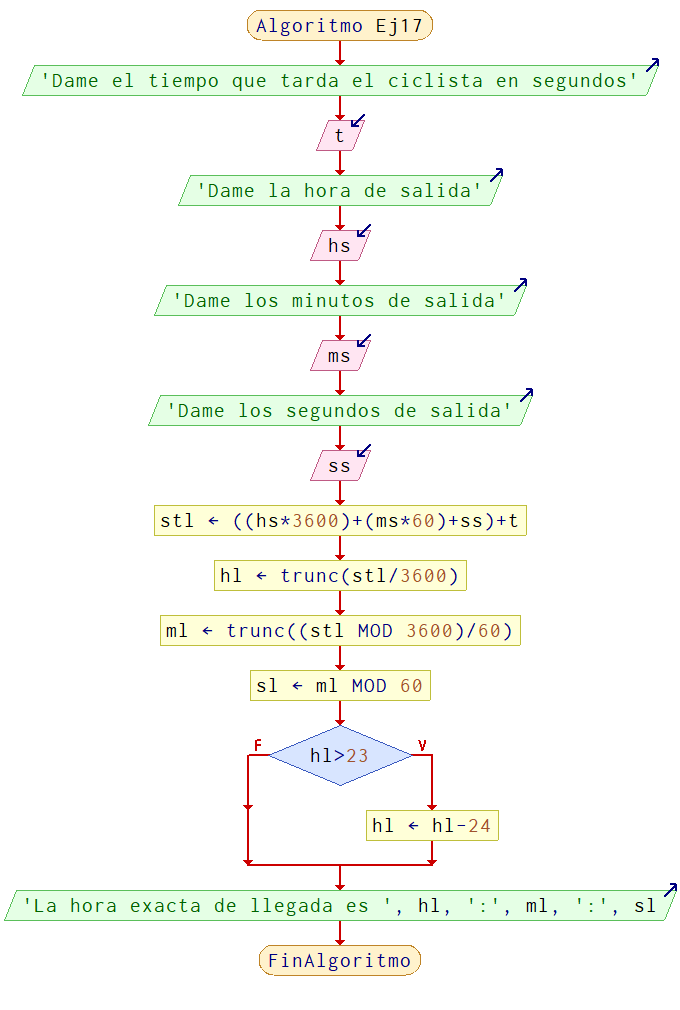 Algoritmo Ej17
'Dame el tiempo que tarda el ciclista en segundos'
t
'Dame la hora de salida'
hs
'Dame los minutos de salida'
ms
'Dame los segundos de salida'
ss
stl ← ((hs*3600)+(ms*60)+ss)+t
hl ← trunc(stl/3600)
ml ← trunc((stl MOD 3600)/60)
sl ← ml MOD 60
F
V
hl>23
hl ← hl-24
'La hora exacta de llegada es ', hl, ':', ml, ':', sl
FinAlgoritmo